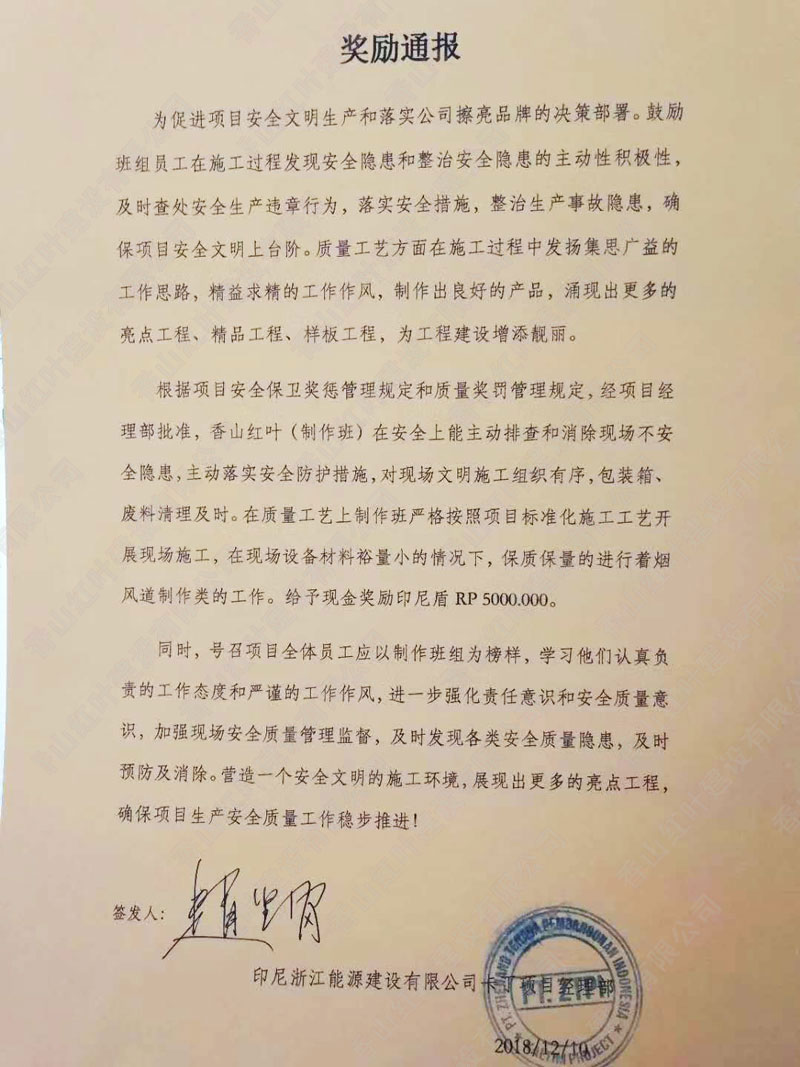 奖励通报
为促进项目安全文明生产和落实公司擦亮品牌的决策部署。鼓励
班组员工在施工过程发现安全隐患和整治安全隐患的主动性积极性，
及时查处安全生产违章行为，落实安全措施，整治生产事故隐患，确
保项目安全文明上台阶。质量工艺方面在施工过程中发扬集思广益的
工作思路，精益求精的工作作风，制作出良好的产品，涌现出更多的
亮点工程、精品工程、样板工程，为工程建设增添靓丽。
根据项目安全保卫奖惩管理规定和质量奖罚管理规定，经项目经
理部批准，香山红叶（制作班）在安全上能主动排查和消除现场不安
全隐患，主动落实安全防护措施，对现场文明施工组织有序，包装箱、
废料清理及时。在质量工艺上制作班严格按照项目标准化施工工艺开
展现场施工，在现场设备材料裕量小的情况下，保质保量的进行着烟
风道制作类的工作。给予现金奖励印尼盾 RP 5000.000。
同时，号召项目全体员工应以制作班组为榜样，学习他们认真负
责的工作态度和严谨的工作作风，进一步强化责任意识和安全质量意
识，加强现场安全质量管理监督，及时发现各类安全质量隐患，及时
预防及消除。营造一个安全文明的施工环境，展现出更多的亮点工程，
确保项目生产安全质量工作稳步推进！
签发人：
印尼浙江能源建设有限公司卡丁项目经理部
PT. ZHEJIANG TENAGA PEMBANGUNAN INDONESIA
PT. ZTPI
PROJECT
2018/12/10